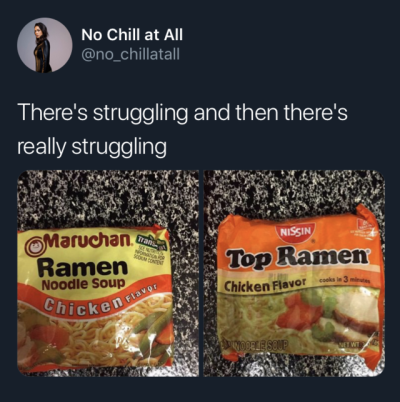 No Chill at All
@no_chillatall
There's struggling and then there's
really struggling
Maruchan.
Ramen
Noodle Soup
Chicken Flavor
NISSIN
Top Ramen
Chicken Flavor
cooks in 3 minutes